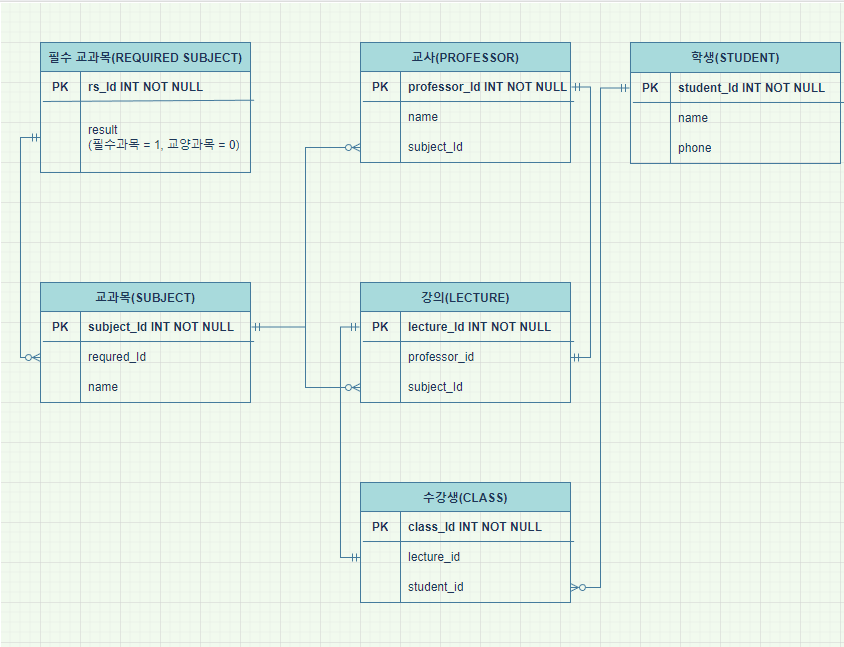 필수 교과목(REQUIRED SUBJECT)
PK rs_Id INT NOT NULL
result
(필수과목 = 1, 교양과목 = 0)
교사(PROFESSOR)
PK professor_Id INT NOT NULL
name
subject_Id
학생(STUDENT)
PK student_Id INT NOT NULL
name
phone
교과목(SUBJECT)
PK subject_Id INT NOT NULL
requred_Id
name
강의(LECTURE)
PK lecture_Id INT NOT NULL
professor_id
subject_Id
수강생(CLASS)
PK class_Id INT NOT NULL
lecture_id
student_id